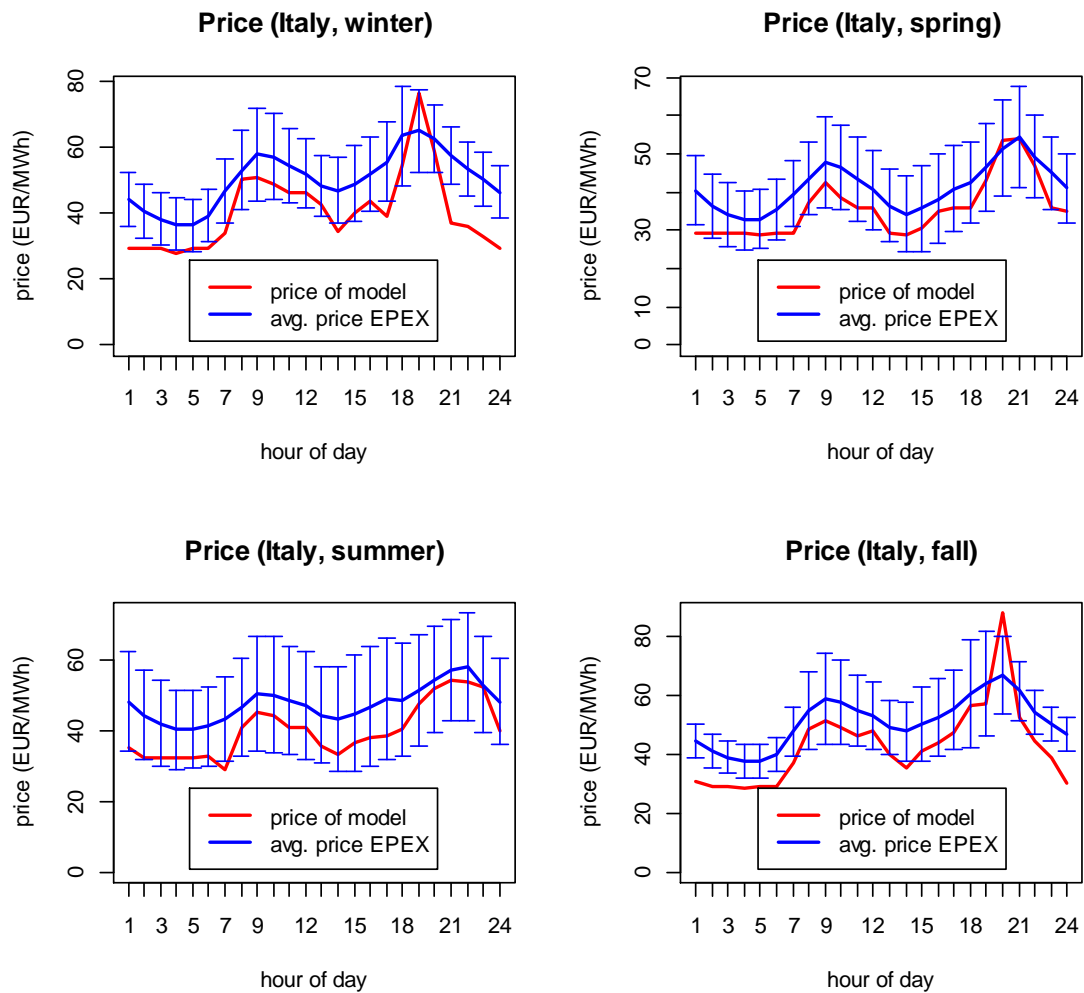 Price (Italy, winter)
price (EUR/MWh)
80
60
40
20
0
price of model
avg. price EPEX
1 3 5 7 9 12 15 18 21 24
hour of day
Price (Italy, spring)
price (EUR/MWh)
70
50
30
10
0
price of model
avg. price EPEX
1 3 5 7 9 12 15 18 21 24
hour of day
Price (Italy, summer)
price (EUR/MWh)
60
40
20
0
price of model
avg. price EPEX
1 3 5 7 9 12 15 18 21 24
hour of day
Price (Italy, fall)
price (EUR/MWh)
80
60
40
20
0
price of model
avg. price EPEX
1 3 5 7 9 12 15 18 21 24
hour of day